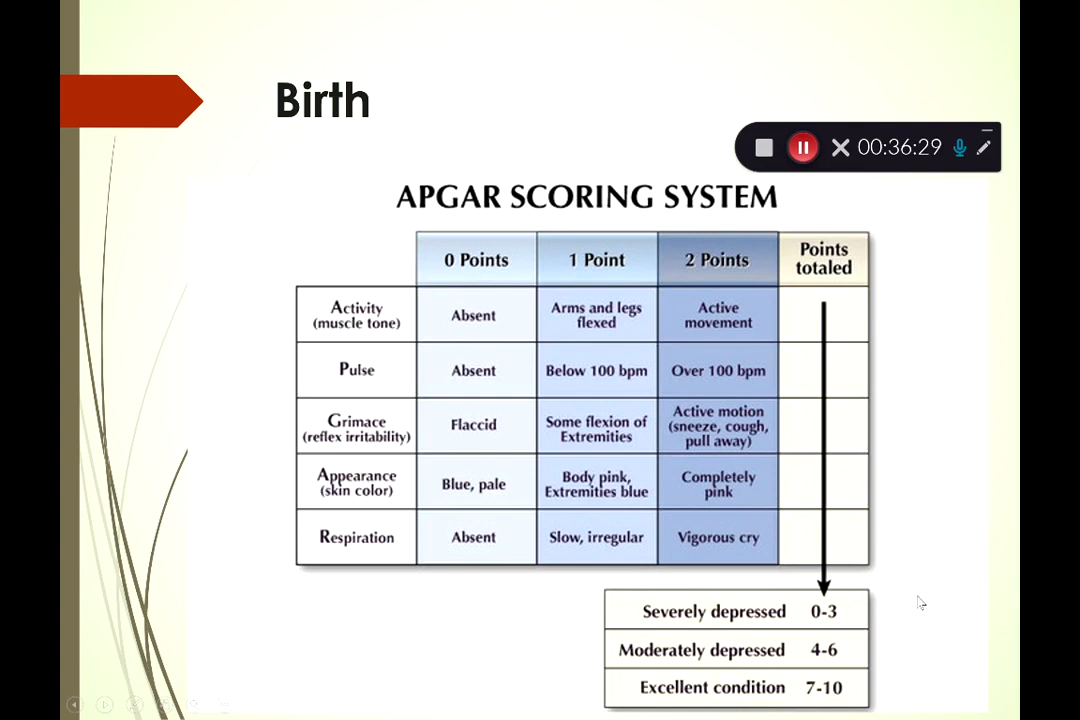 Birth
00:36:29
APGAR SCORING SYSTEM
0 Points
1 Point
2 Points
Points
totaled
Activity
(muscle tone)
Absent
Arms and legs
flexed
Active
movement
Pulse
Absent
Below 100 bpm
Over 100 bpm
Grimace
(reflex irritability)
Flaccid
Some flexion of
Extremities
Active motion
(sneeze, cough,
pull away)
Appearance
(skin color)
Blue, pale
Body pink,
Extremities blue
Completely
pink
Respiration
Absent
Slow, irregular
Vigorous cry
Severely depressed 0-3
Moderately depressed 4-6
Excellent condition 7-10